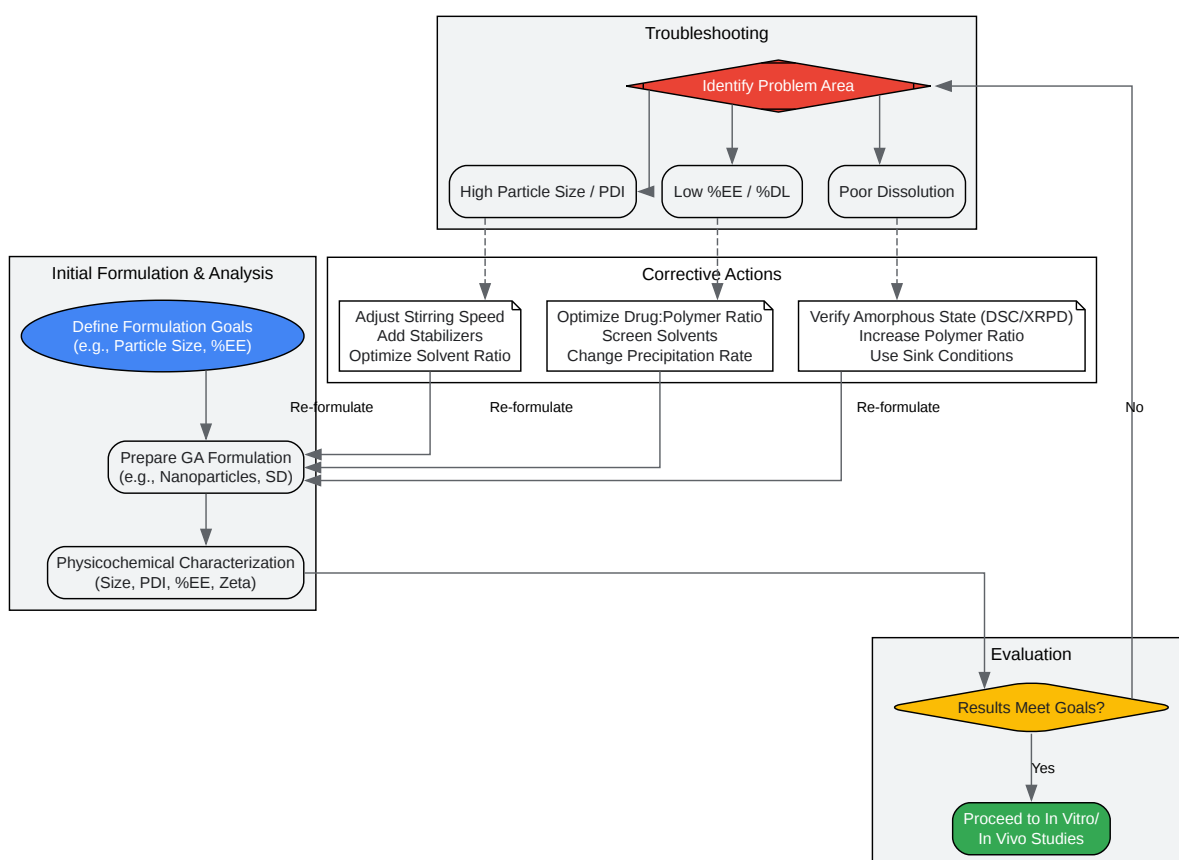 Troubleshooting
Identify Problem Area
High Particle Size / PDI
Low %EE / %DL
Poor Dissolution
Initial Formulation & Analysis
Define Formulation Goals
(e.g., Particle Size, %EE)
Corrective Actions
Adjust Stirring Speed
Add Stabilizers
Optimize Solvent Ratio
Optimize Drug:Polymer Ratio
Screen Solvents
Change Precipitation Rate
Verify Amorphous State (DSC/XRPD)
Increase Polymer Ratio
Use Sink Conditions
Re-formulate
Re-formulate
Re-formulate
No
Prepare GA Formulation
(e.g., Nanoparticles, SD)
Physicochemical Characterization
(Size, PDI, %EE, Zeta)
Evaluation
Results Meet Goals?
Yes
Proceed to In Vitro/
In Vivo Studies